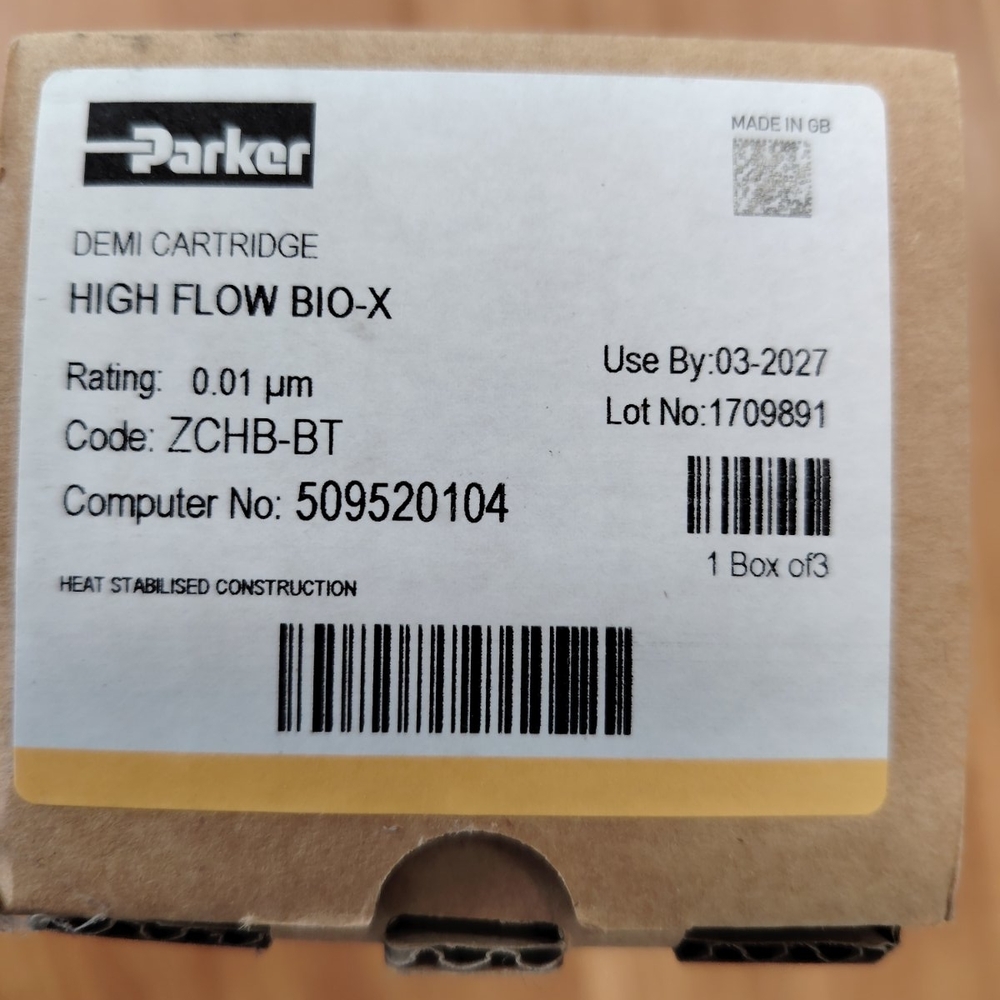 Parker
MADE IN GB
DEMI CARTRIDGE
HIGH FLOW BIO-X
Rating: 0.01 µm
Code: ZCHB-BT
Computer No: 509520104
Use By:03-2027
Lot No:1709891
1 Box of3
HEAT STABILISED CONSTRUCTION